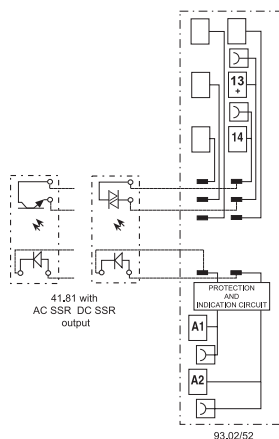 13
+
14
41.81 with
AC SSR DC SSR
output
PROTECTION
AND
INDICATION CIRCUIT
A1
A2
93.02/52